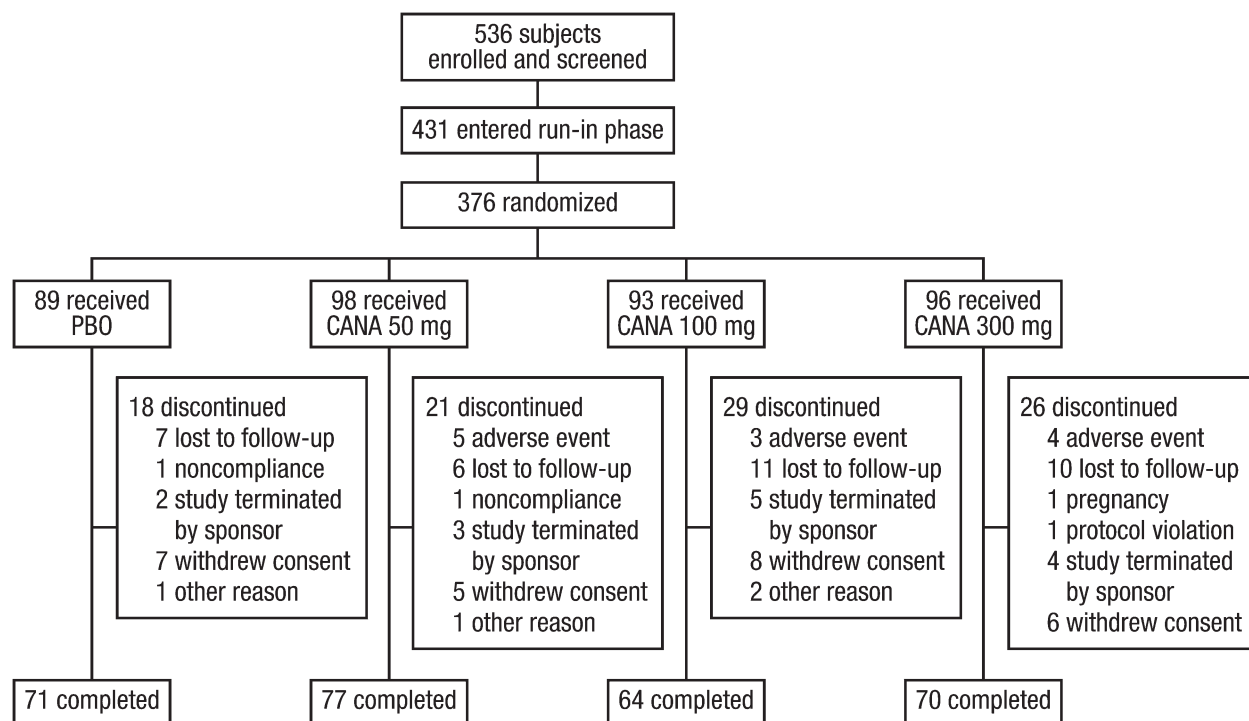 536 subjects
enrolled and screened
431 entered run-in phase
376 randomized
89 received
PBO
98 received
CANA 50 mg
93 received
CANA 100 mg
96 received
CANA 300 mg
18 discontinued
7 lost to follow-up
1 noncompliance
2 study terminated
by sponsor
7 withdrew consent
1 other reason
21 discontinued
5 adverse event
6 lost to follow-up
1 noncompliance
3 study terminated
by sponsor
5 withdrew consent
1 other reason
29 discontinued
3 adverse event
11 lost to follow-up
5 study terminated
by sponsor
8 withdrew consent
2 other reason
26 discontinued
4 adverse event
10 lost to follow-up
1 pregnancy
1 protocol violation
4 study terminated
by sponsor
6 withdrew consent
71 completed
77 completed
64 completed
70 completed